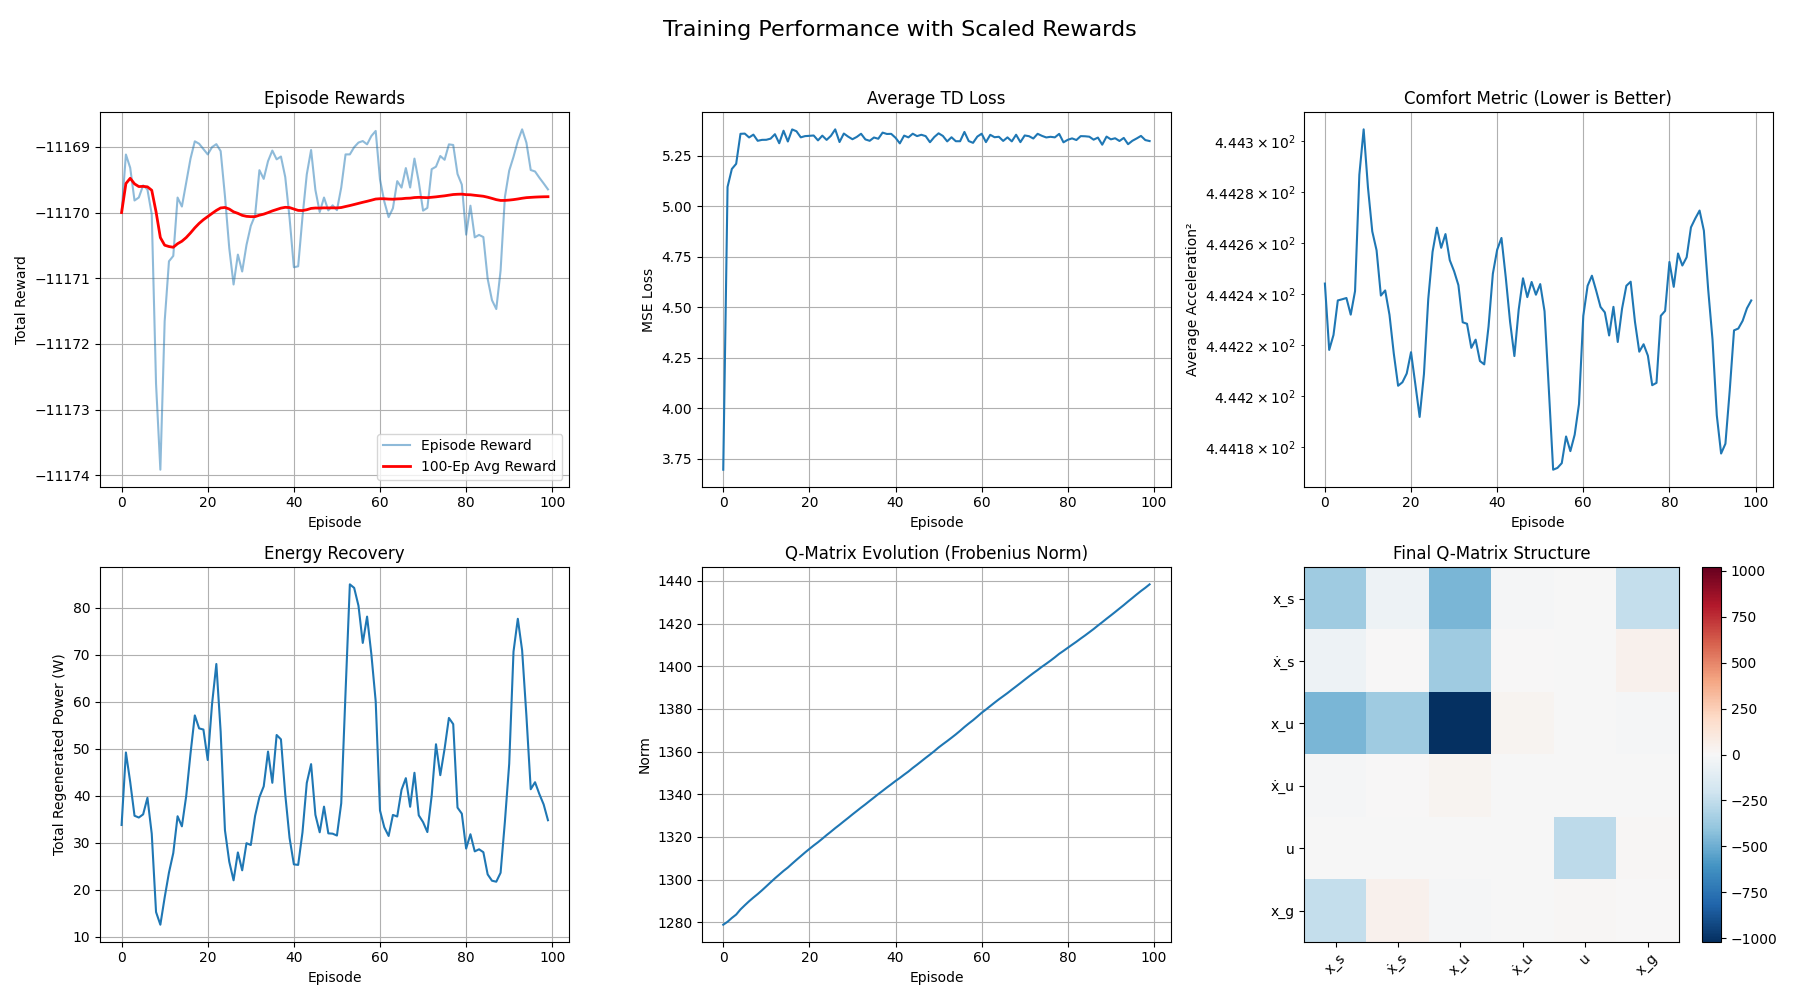 Training Performance with Scaled Rewards
Episode Rewards
Total Reward
−11169
−11170
−11171
−11172
−11173
−11174
Episode Reward
100-Ep Avg Reward
0 20 40 60 80 100
Episode
Average TD Loss
MSE Loss
5.25
5.00
4.75
4.50
4.25
4.00
3.75
0 20 40 60 80 100
Episode
Comfort Metric (Lower is Better)
Average Acceleration²
4.443 × 10²
4.4428 × 10²
4.4426 × 10²
4.4424 × 10²
4.4422 × 10²
4.442 × 10²
4.4418 × 10²
0 20 40 60 80 100
Episode
Energy Recovery
Total Regenerated Power (W)
80
70
60
50
40
30
20
10
0 20 40 60 80 100
Episode
Q-Matrix Evolution (Frobenius Norm)
Norm
1440
1420
1400
1380
1360
1340
1320
1300
1280
0 20 40 60 80 100
Episode
Final Q-Matrix Structure
x_s
ẋ_s
x_u
ẋ_u
u
x_g
x_s ẋ_s x_u ẋ_u u x_g
1000
750
500
250
0
−250
−500
−750
−1000